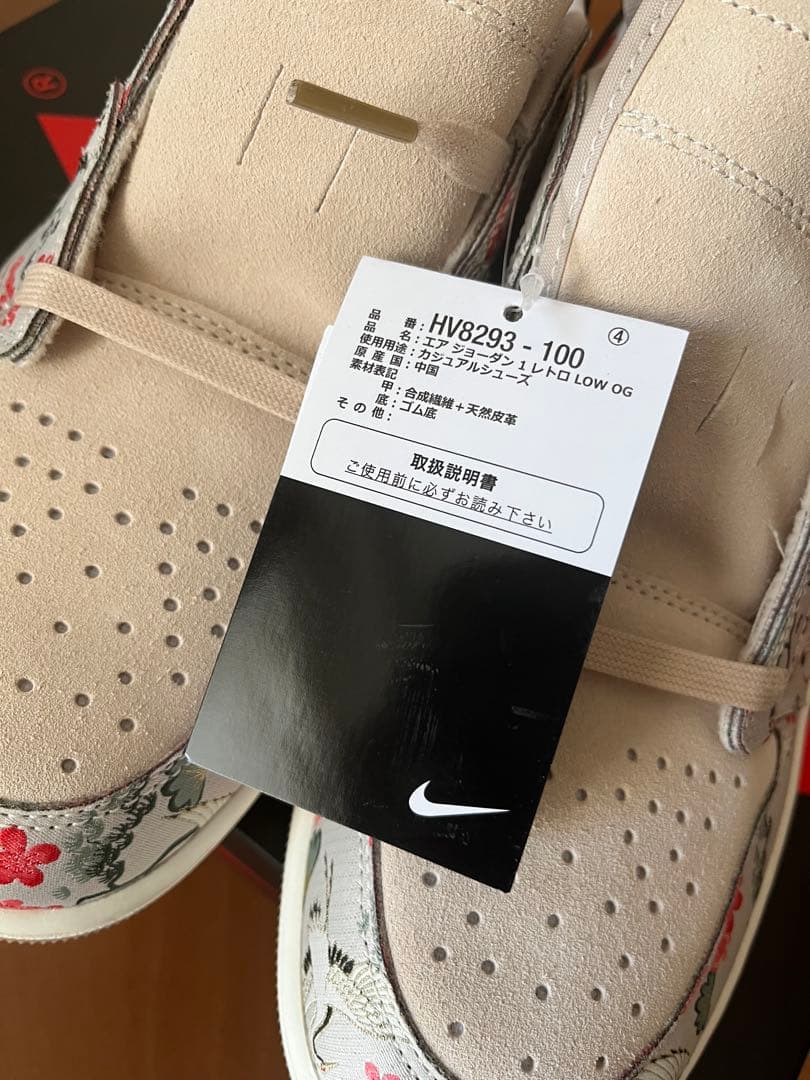 ④
品 番：HV8293 - 100
品 名：エア ジョーダン 1 レトロ LOW OG
使用用途：カジュアルシューズ
原 産 国：中国
素材表記
甲：合成繊維＋天然皮革
底：ゴム底
そ の 他：
取扱説明書
ご使用前に必ずお読み下さい
®